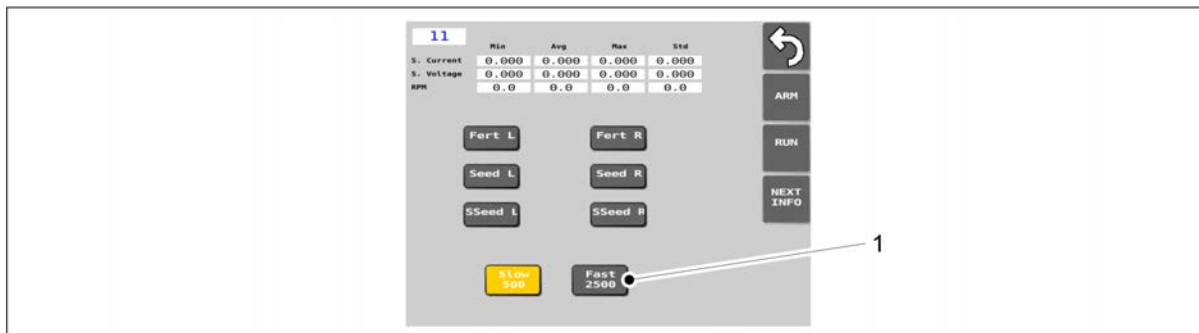 11
Min Avg Max Std
S. Current 0.000 0.000 0.000 0.000
S. Voltage 0.000 0.000 0.000 0.000
RPM 0.0 0.0 0.0 0.0
ARM
Fert L Fert R
RUN
Seed L Seed R
NEXT
INFO
SSeed L SSeed R
1
Slow Fast
500 2500